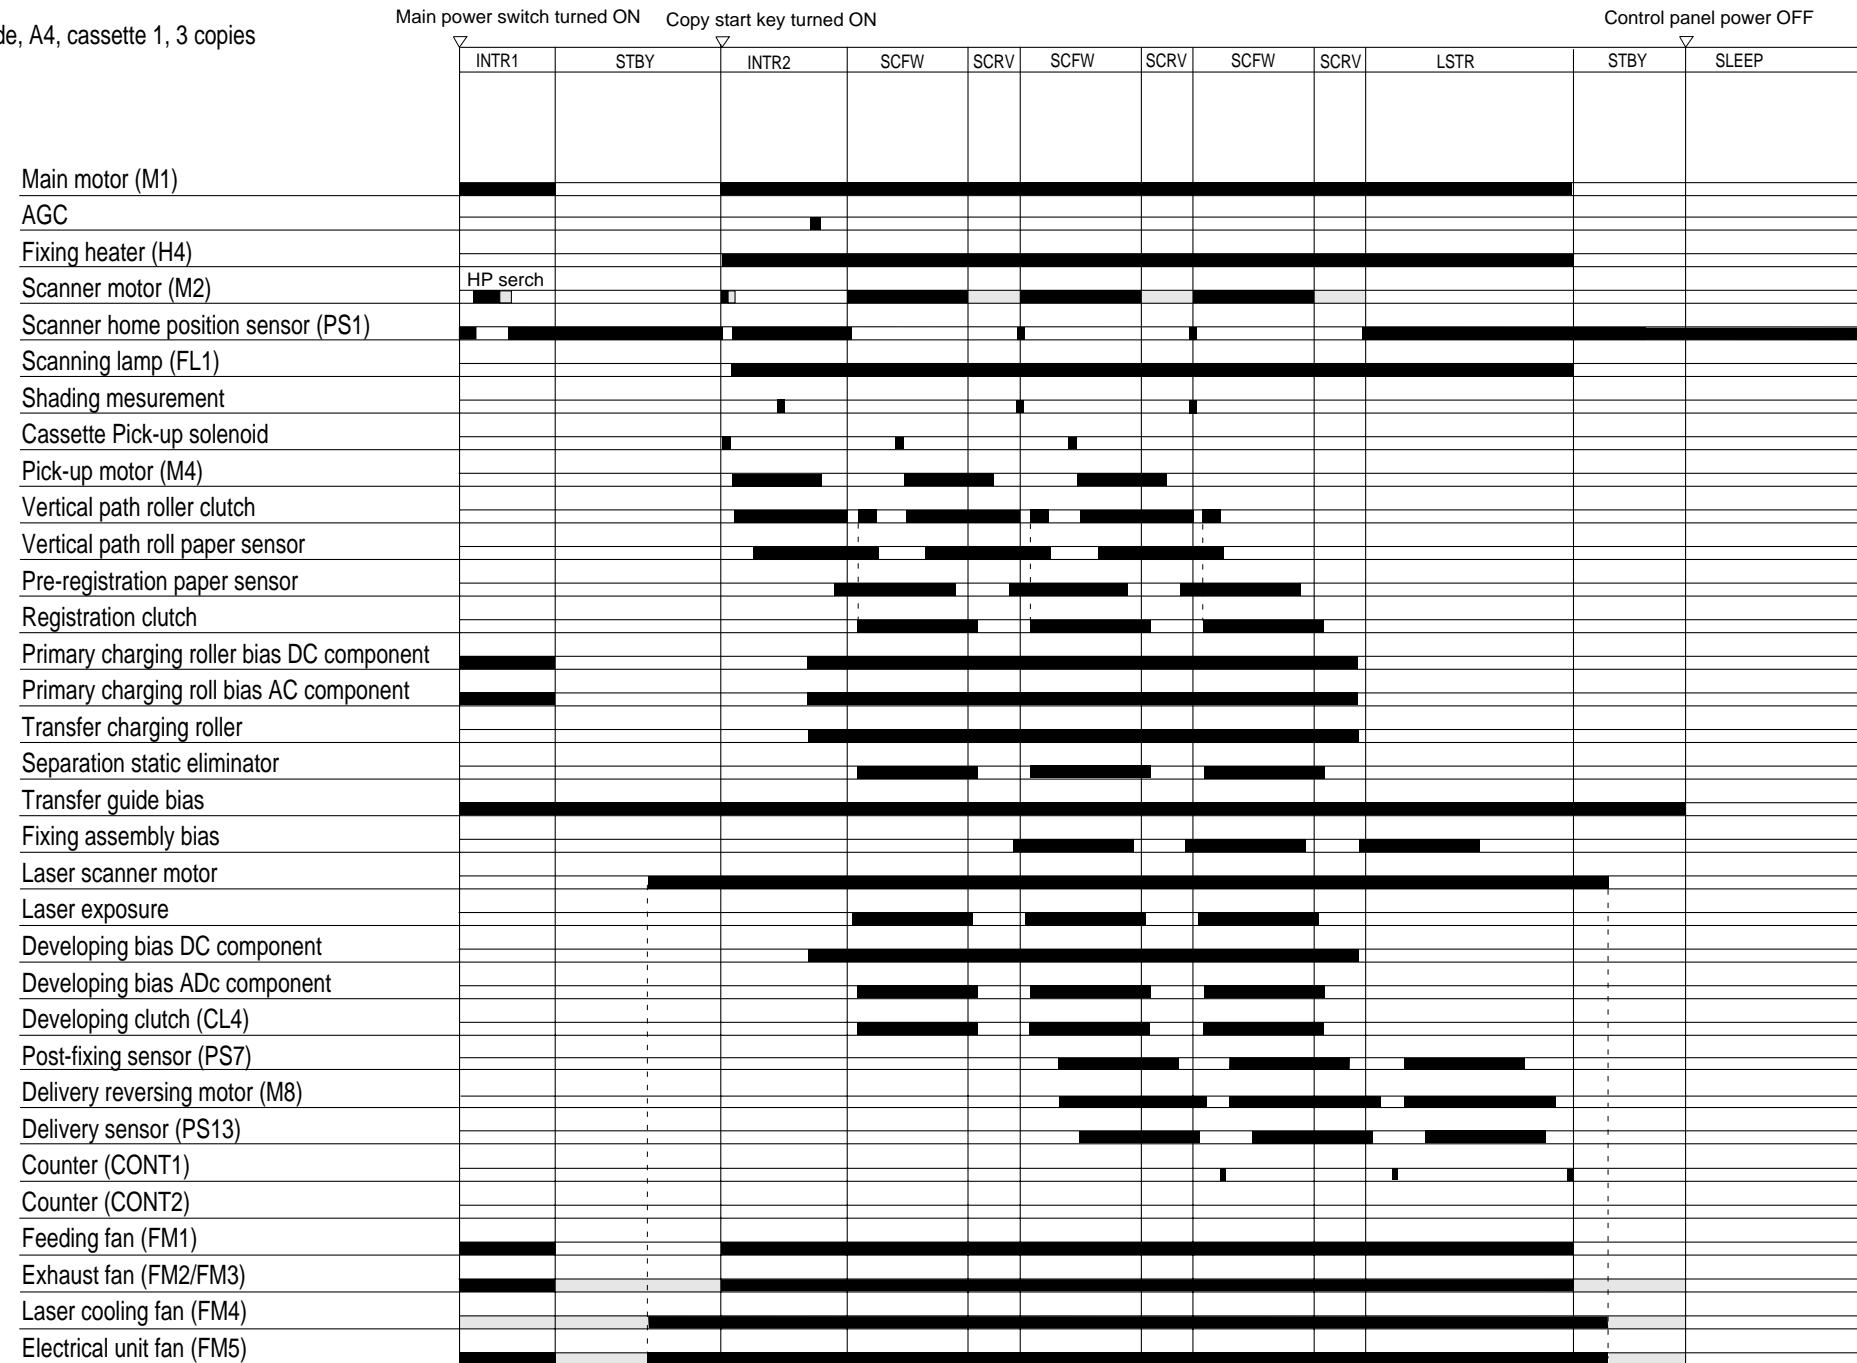 Main power switch turned ON Copy start key turned ON Control panel power OFF
de, A4, cassette 1, 3 copies
INTR1 STBY INTR2 SCFW SCRV SCFW SCRV SCFW SCRV LSTR STBY SLEEP
Main motor (M1)
AGC
Fixing heater (H4)
HP serch
Scanner motor (M2)
Scanner home position sensor (PS1)
Scanning lamp (FL1)
Shading mesurement
Cassette Pick-up solenoid
Pick-up motor (M4)
Vertical path roller clutch
Vertical path roll paper sensor
Pre-registration paper sensor
Registration clutch
Primary charging roller bias DC component
Primary charging roll bias AC component
Transfer charging roller
Separation static eliminator
Transfer guide bias
Fixing assembly bias
Laser scanner motor
Laser exposure
Developing bias DC component
Developing bias ADc component
Developing clutch (CL4)
Post-fixing sensor (PS7)
Delivery reversing motor (M8)
Delivery sensor (PS13)
Counter (CONT1)
Counter (CONT2)
Feeding fan (FM1)
Exhaust fan (FM2/FM3)
Laser cooling fan (FM4)
Electrical unit fan (FM5)